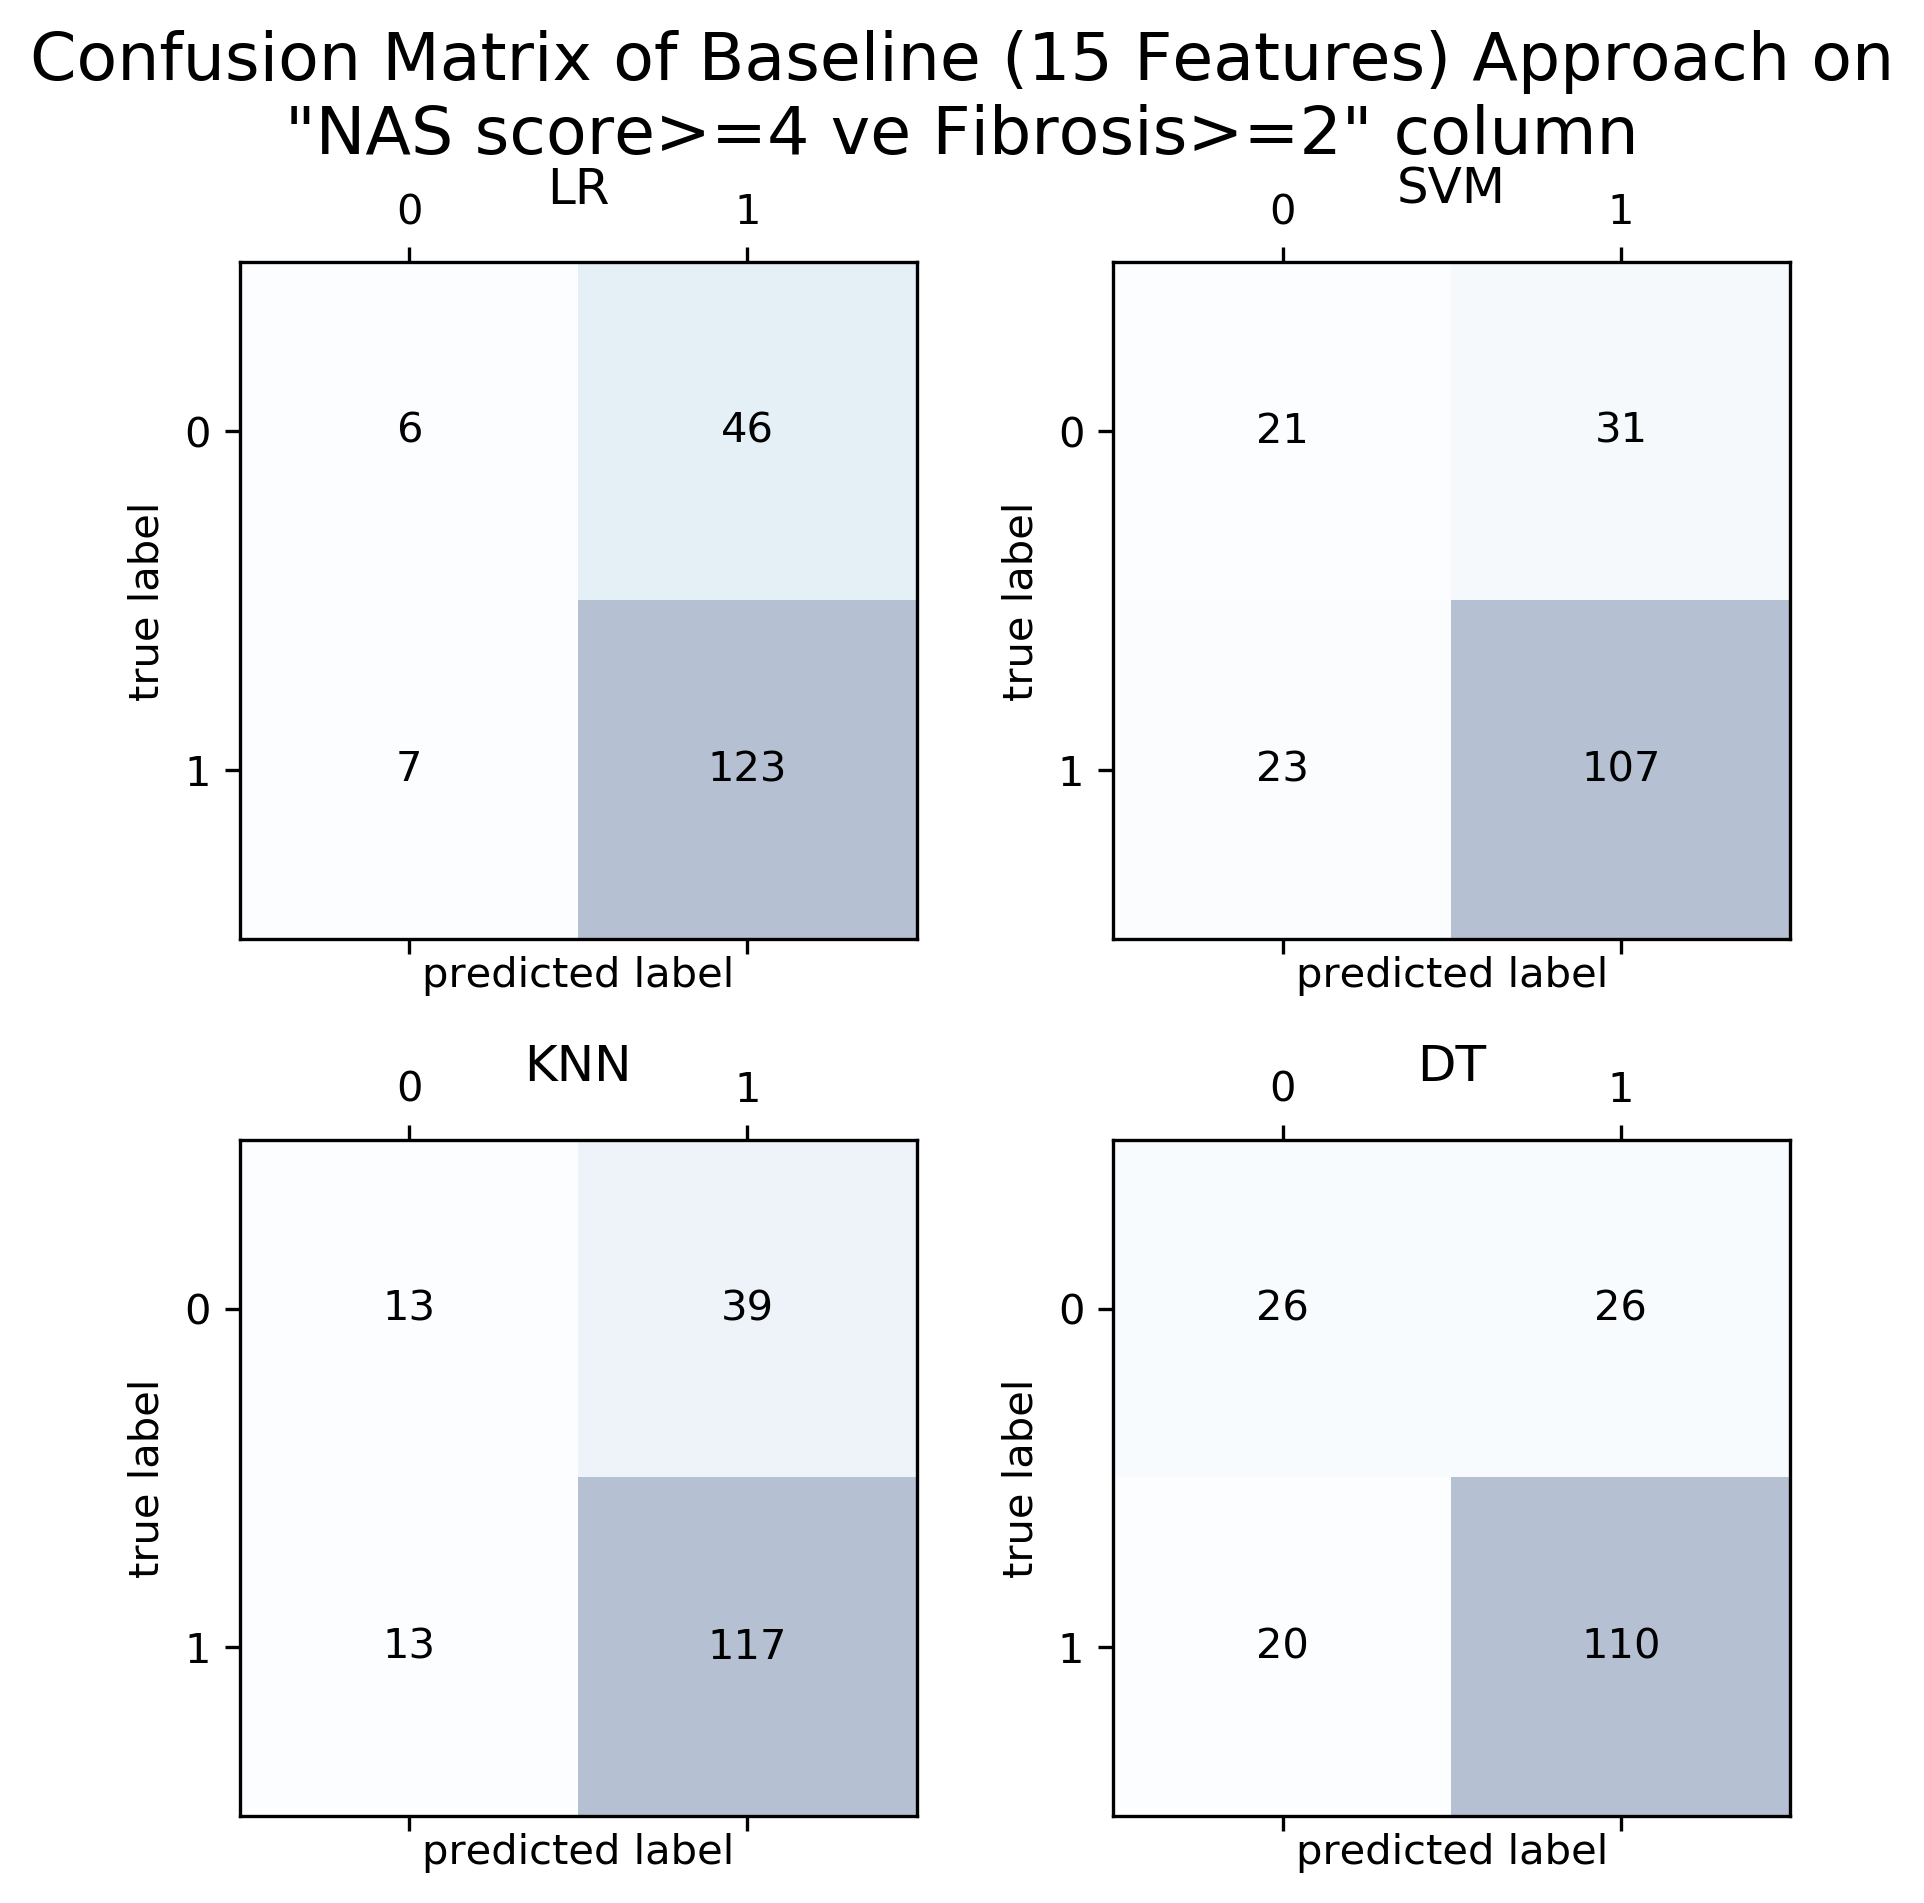 Confusion Matrix of Baseline (15 Features) Approach on
"NAS score>=4 ve Fibrosis>=2" column
LR
0 1
true label
0 6 46
1 7 123
predicted label
SVM
0 1
true label
0 21 31
1 23 107
predicted label
KNN
0 1
true label
0 13 39
1 13 117
predicted label
DT
0 1
true label
0 26 26
1 20 110
predicted label